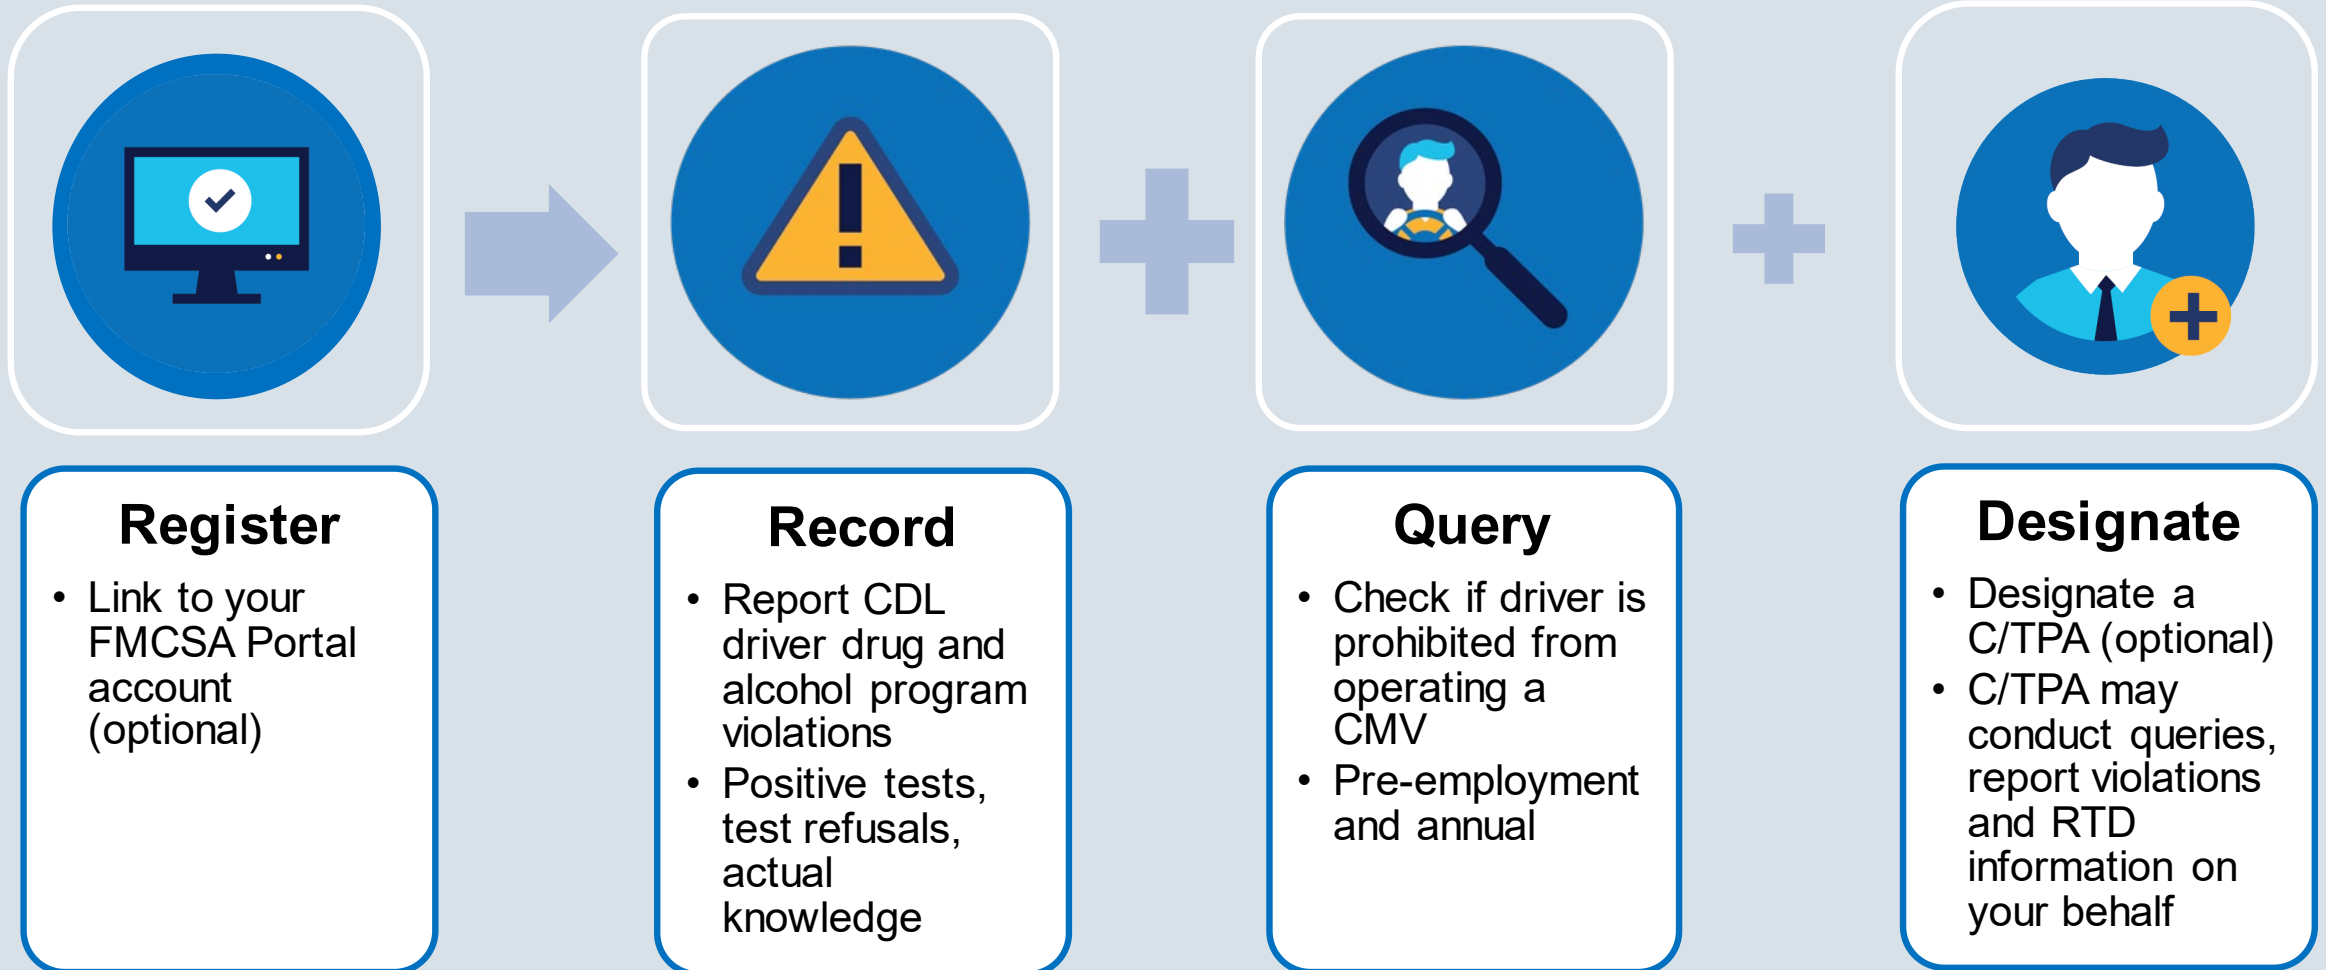 Register
• Link to your
FMCSA Portal
account
(optional)
Record
• Report CDL
driver drug and
alcohol program
violations
• Positive tests,
test refusals,
actual
knowledge
Query
• Check if driver is
prohibited from
operating a
CMV
• Pre-employment
and annual
Designate
• Designate a
C/TPA (optional)
• C/TPA may
conduct queries,
report violations
and RTD
information on
your behalf